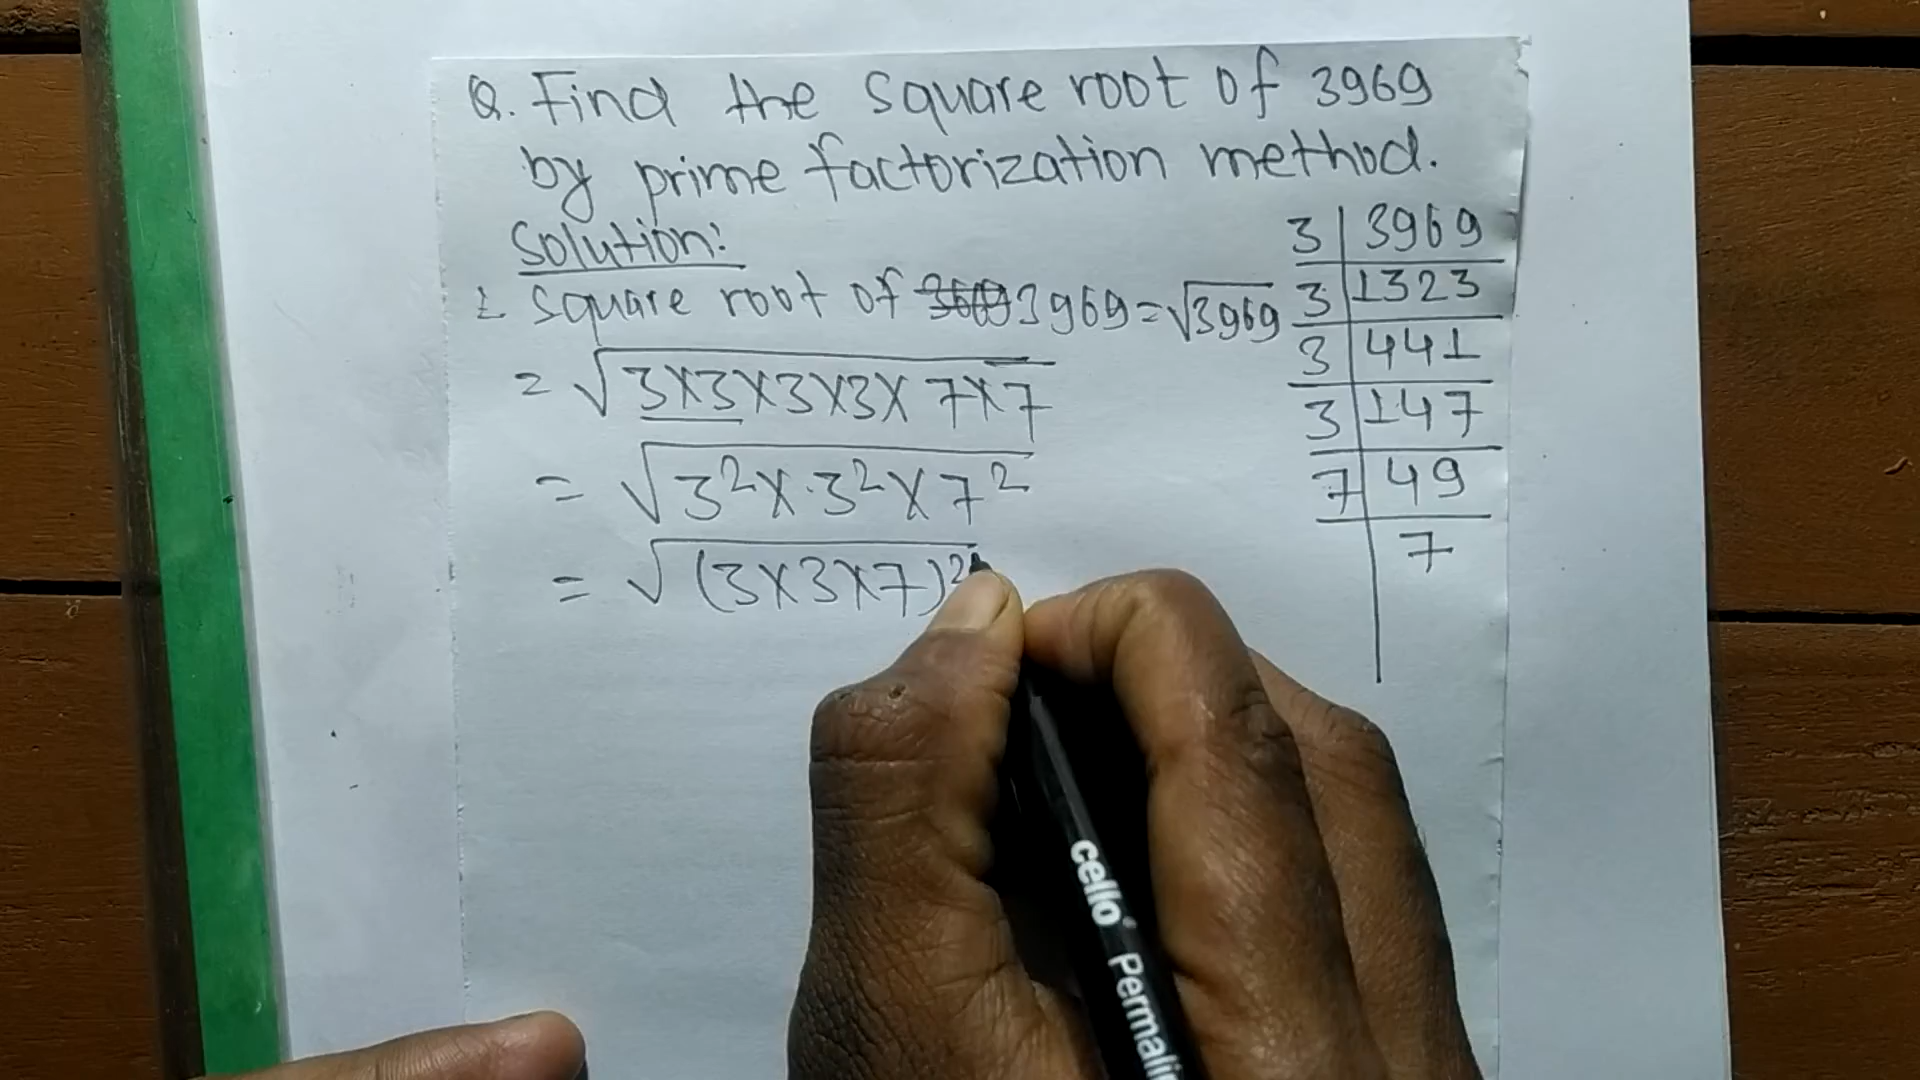 Q. Find the square root of 3969
by prime factorization method.
Solution:
square root of 3969 = √3969
= √3×3×3×3×7×7
= √3²×3²×7²
= √(3×3×7)²
3 | 3969
3 | 1323
3 | 441
3 | 147
7 | 49
7
cello Permanent